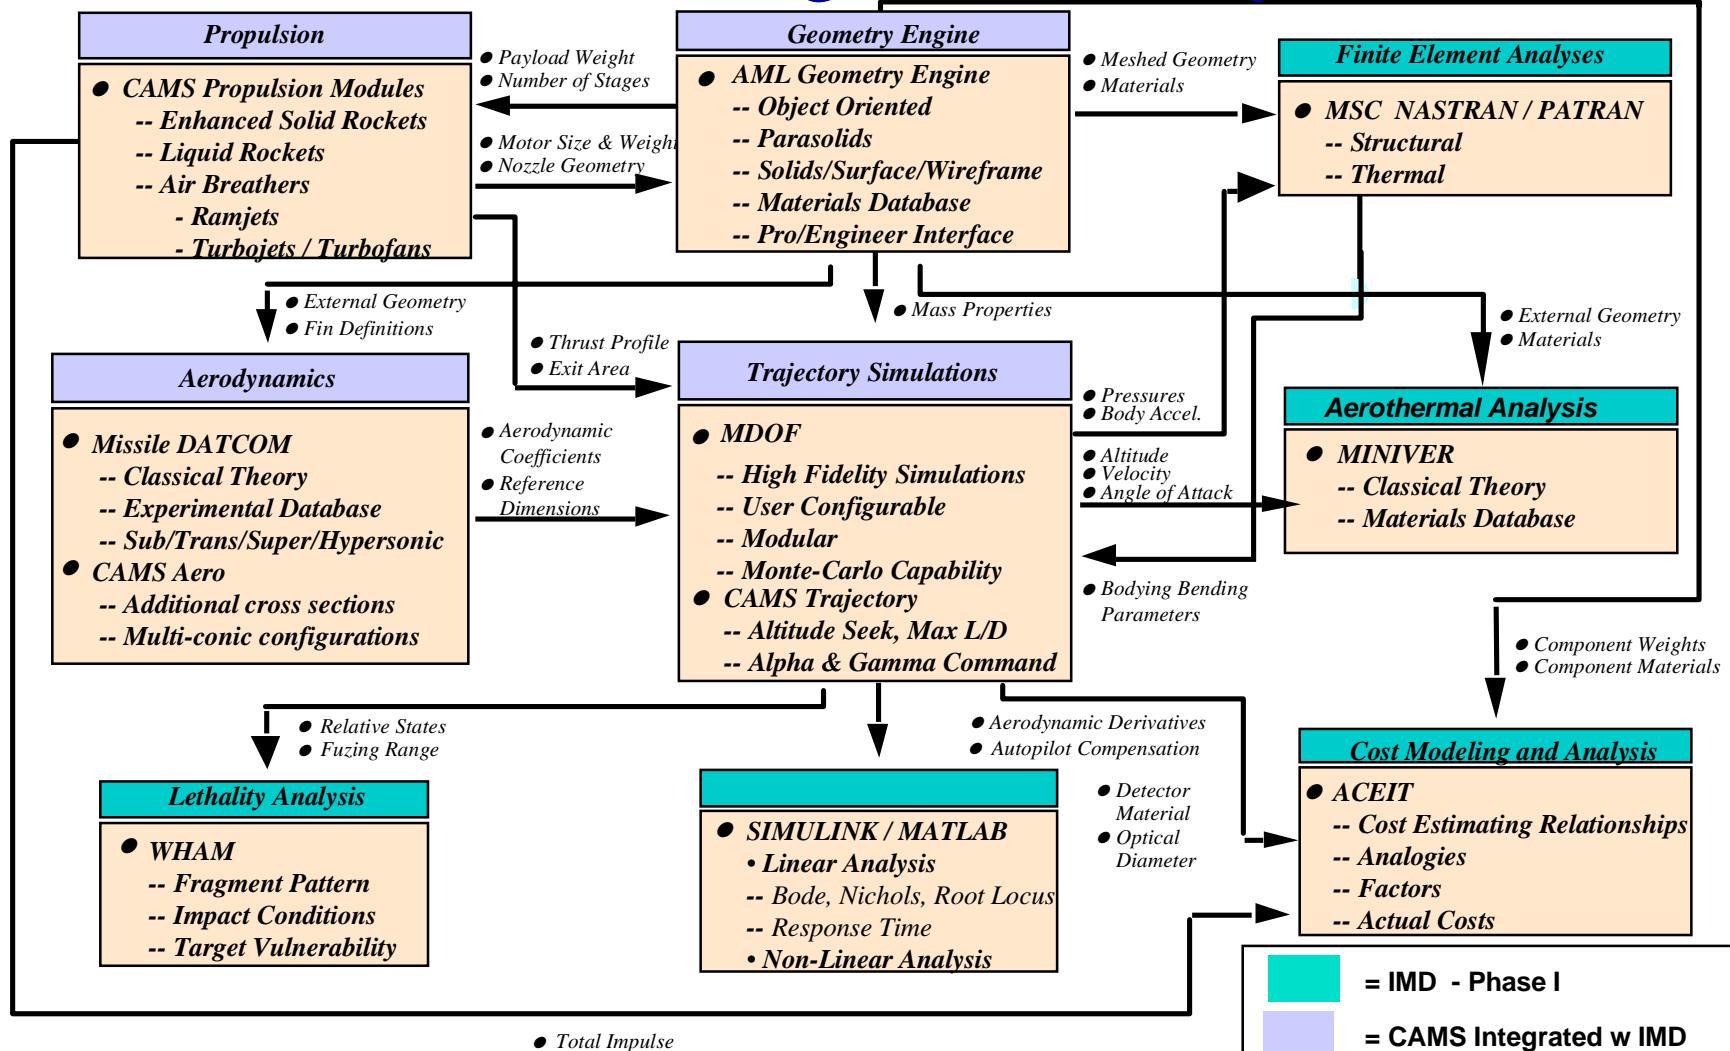 Propulsion
● CAMS Propulsion Modules
-- Enhanced Solid Rockets
-- Liquid Rockets
-- Air Breathers
- Ramjets
- Turbojets / Turbofans
● Payload Weight
● Number of Stages
● Motor Size & Weight
● Nozzle Geometry
Geometry Engine
● AML Geometry Engine
-- Object Oriented
-- Parasolids
-- Solids/Surface/Wireframe
-- Materials Database
-- Pro/Engineer Interface
● Meshed Geometry
● Materials
Finite Element Analyses
● MSC NASTRAN / PATRAN
-- Structural
-- Thermal
● External Geometry
● Fin Definitions
● Mass Properties
● External Geometry
● Materials
● Thrust Profile
● Exit Area
Aerodynamics
● Missile DATCOM
-- Classical Theory
-- Experimental Database
-- Sub/Trans/Super/Hypersonic
● CAMS Aero
-- Additional cross sections
-- Multi-conic configurations
● Aerodynamic
Coefficients
● Reference
Dimensions
Trajectory Simulations
● MDOF
-- High Fidelity Simulations
-- User Configurable
-- Modular
-- Monte-Carlo Capability
● CAMS Trajectory
-- Altitude Seek, Max L/D
-- Alpha & Gamma Command
● Pressures
● Body Accel.
● Altitude
● Velocity
● Angle of Attack
● Bodying Bending
Parameters
Aerothermal Analysis
● MINIVER
-- Classical Theory
-- Materials Database
● Component Weights
● Component Materials
● Relative States
● Fuzing Range
● Aerodynamic Derivatives
● Autopilot Compensation
Lethality Analysis
● WHAM
-- Fragment Pattern
-- Impact Conditions
-- Target Vulnerability
● SIMULINK / MATLAB
• Linear Analysis
-- Bode, Nichols, Root Locus
-- Response Time
• Non-Linear Analysis
● Detector
Material
● Optical
Diameter
Cost Modeling and Analysis
● ACEIT
-- Cost Estimating Relationships
-- Analogies
-- Factors
-- Actual Costs
● Total Impulse
= IMD - Phase I
= CAMS Integrated w IMD